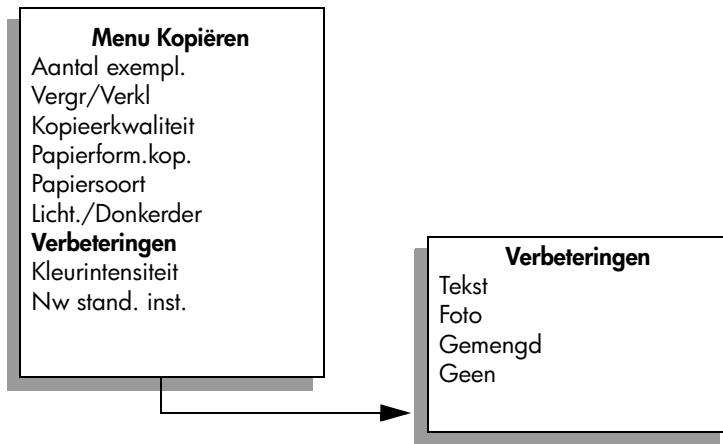 Menu Kopiëren
Aantal exempl.
Vergr/Verkl
Kopieerkwaliteit
Papierform.kop.
Papiersoort
Licht./Donkerder
Verbeteringen
Kleurintensiteit
Nw stand. inst.
Verbeteringen
Tekst
Foto
Gemengd
Geen